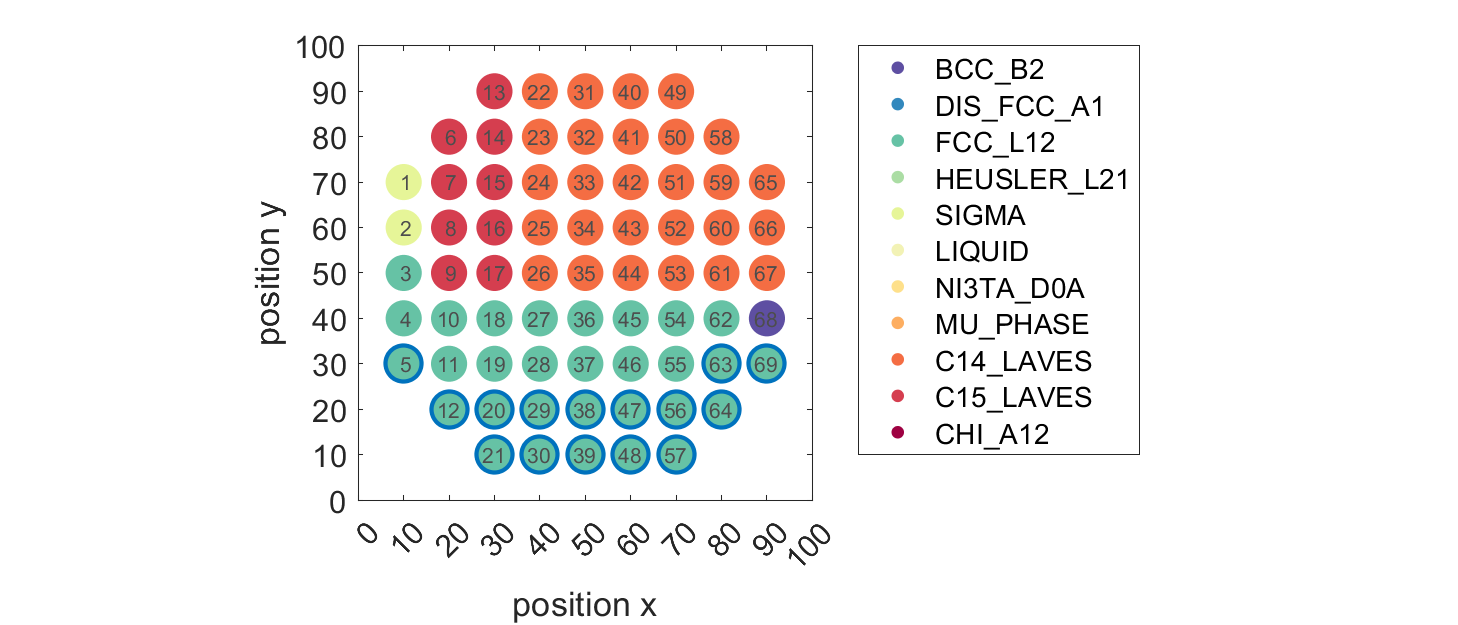 100
90
80
70
60
50
40
30
20
10
0
position y
13 22 31 40 49
6 14 23 32 41 50 58
1 7 15 24 33 42 51 59 65
2 8 16 25 34 43 52 60 66
3 9 17 26 35 44 53 61 67
4 10 18 27 36 45 54 62 68
5 11 19 28 37 46 55 63 69
12 20 29 38 47 56 64
21 30 39 48 57
0 10 20 30 40 50 60 70 80 90 100
position x
BCC_B2
DIS_FCC_A1
FCC_L12
HEUSLER_L21
SIGMA
LIQUID
NI3TA_D0A
MU_PHASE
C14_LAVES
C15_LAVES
CHI_A12